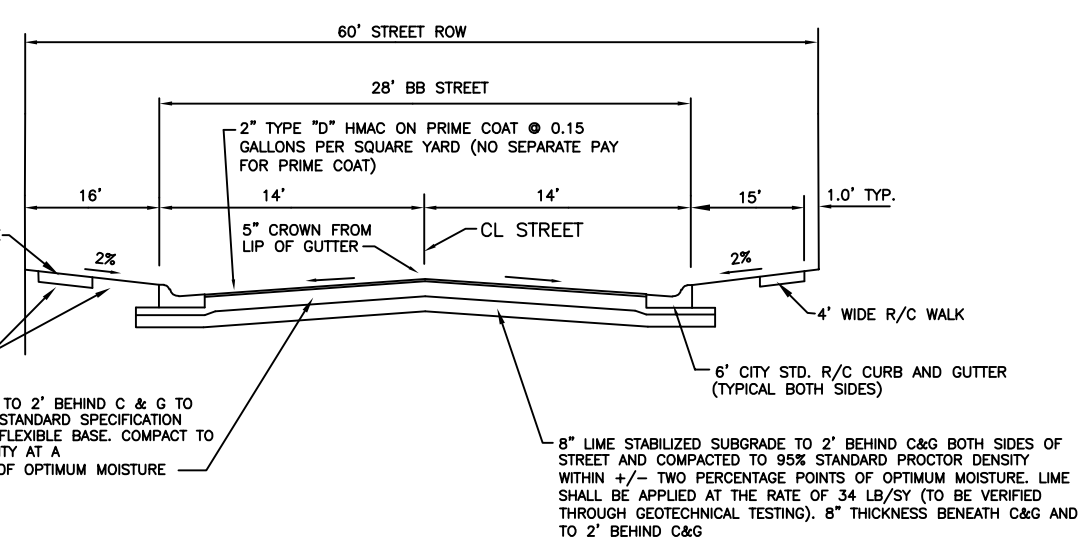 60' STREET ROW
28' BB STREET
2" TYPE "D" HMAC ON PRIME COAT @ 0.15
GALLONS PER SQUARE YARD (NO SEPARATE PAY
FOR PRIME COAT)
16'
14'
14'
15'
1.0' TYP.
5" CROWN FROM
LIP OF GUTTER
CL STREET
2%
2%
4' WIDE R/C WALK
6' CITY STD. R/C CURB AND GUTTER
(TYPICAL BOTH SIDES)
TO 2' BEHIND C & G TO
STANDARD SPECIFICATION
FLEXIBLE BASE. COMPACT TO
AT A
OF OPTIMUM MOISTURE
8" LIME STABILIZED SUBGRADE TO 2' BEHIND C&G BOTH SIDES OF
STREET AND COMPACTED TO 95% STANDARD PROCTOR DENSITY
WITHIN +/- TWO PERCENTAGE POINTS OF OPTIMUM MOISTURE. LIME
SHALL BE APPLIED AT THE RATE OF 34 LB/SY (TO BE VERIFIED
THROUGH GEOTECHNICAL TESTING). 8" THICKNESS BENEATH C&G AND
TO 2' BEHIND C&G